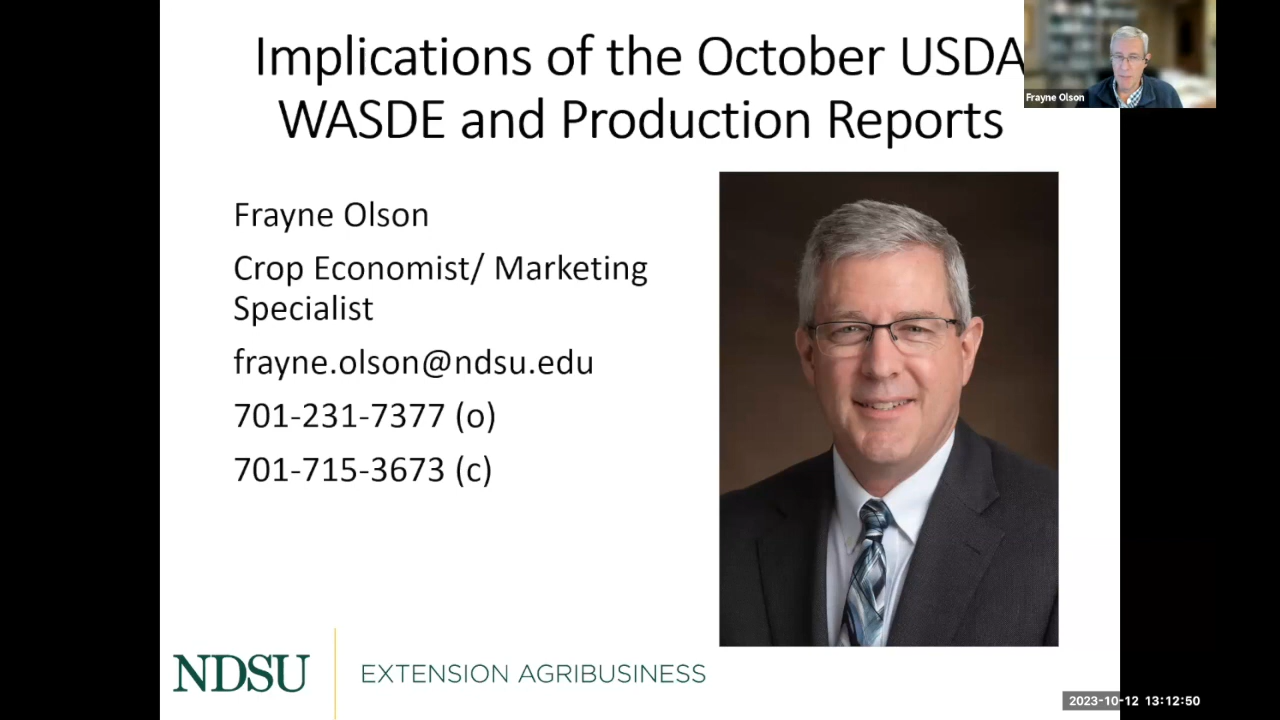 Implications of the October USDA
WASDE and Production Reports
Frayne Olson
Frayne Olson
Crop Economist/ Marketing
Specialist
frayne.olson@ndsu.edu
701-231-7377 (o)
701-715-3673 (c)
NDSU EXTENSION AGRIBUSINESS
2023-10-12 13:12:50